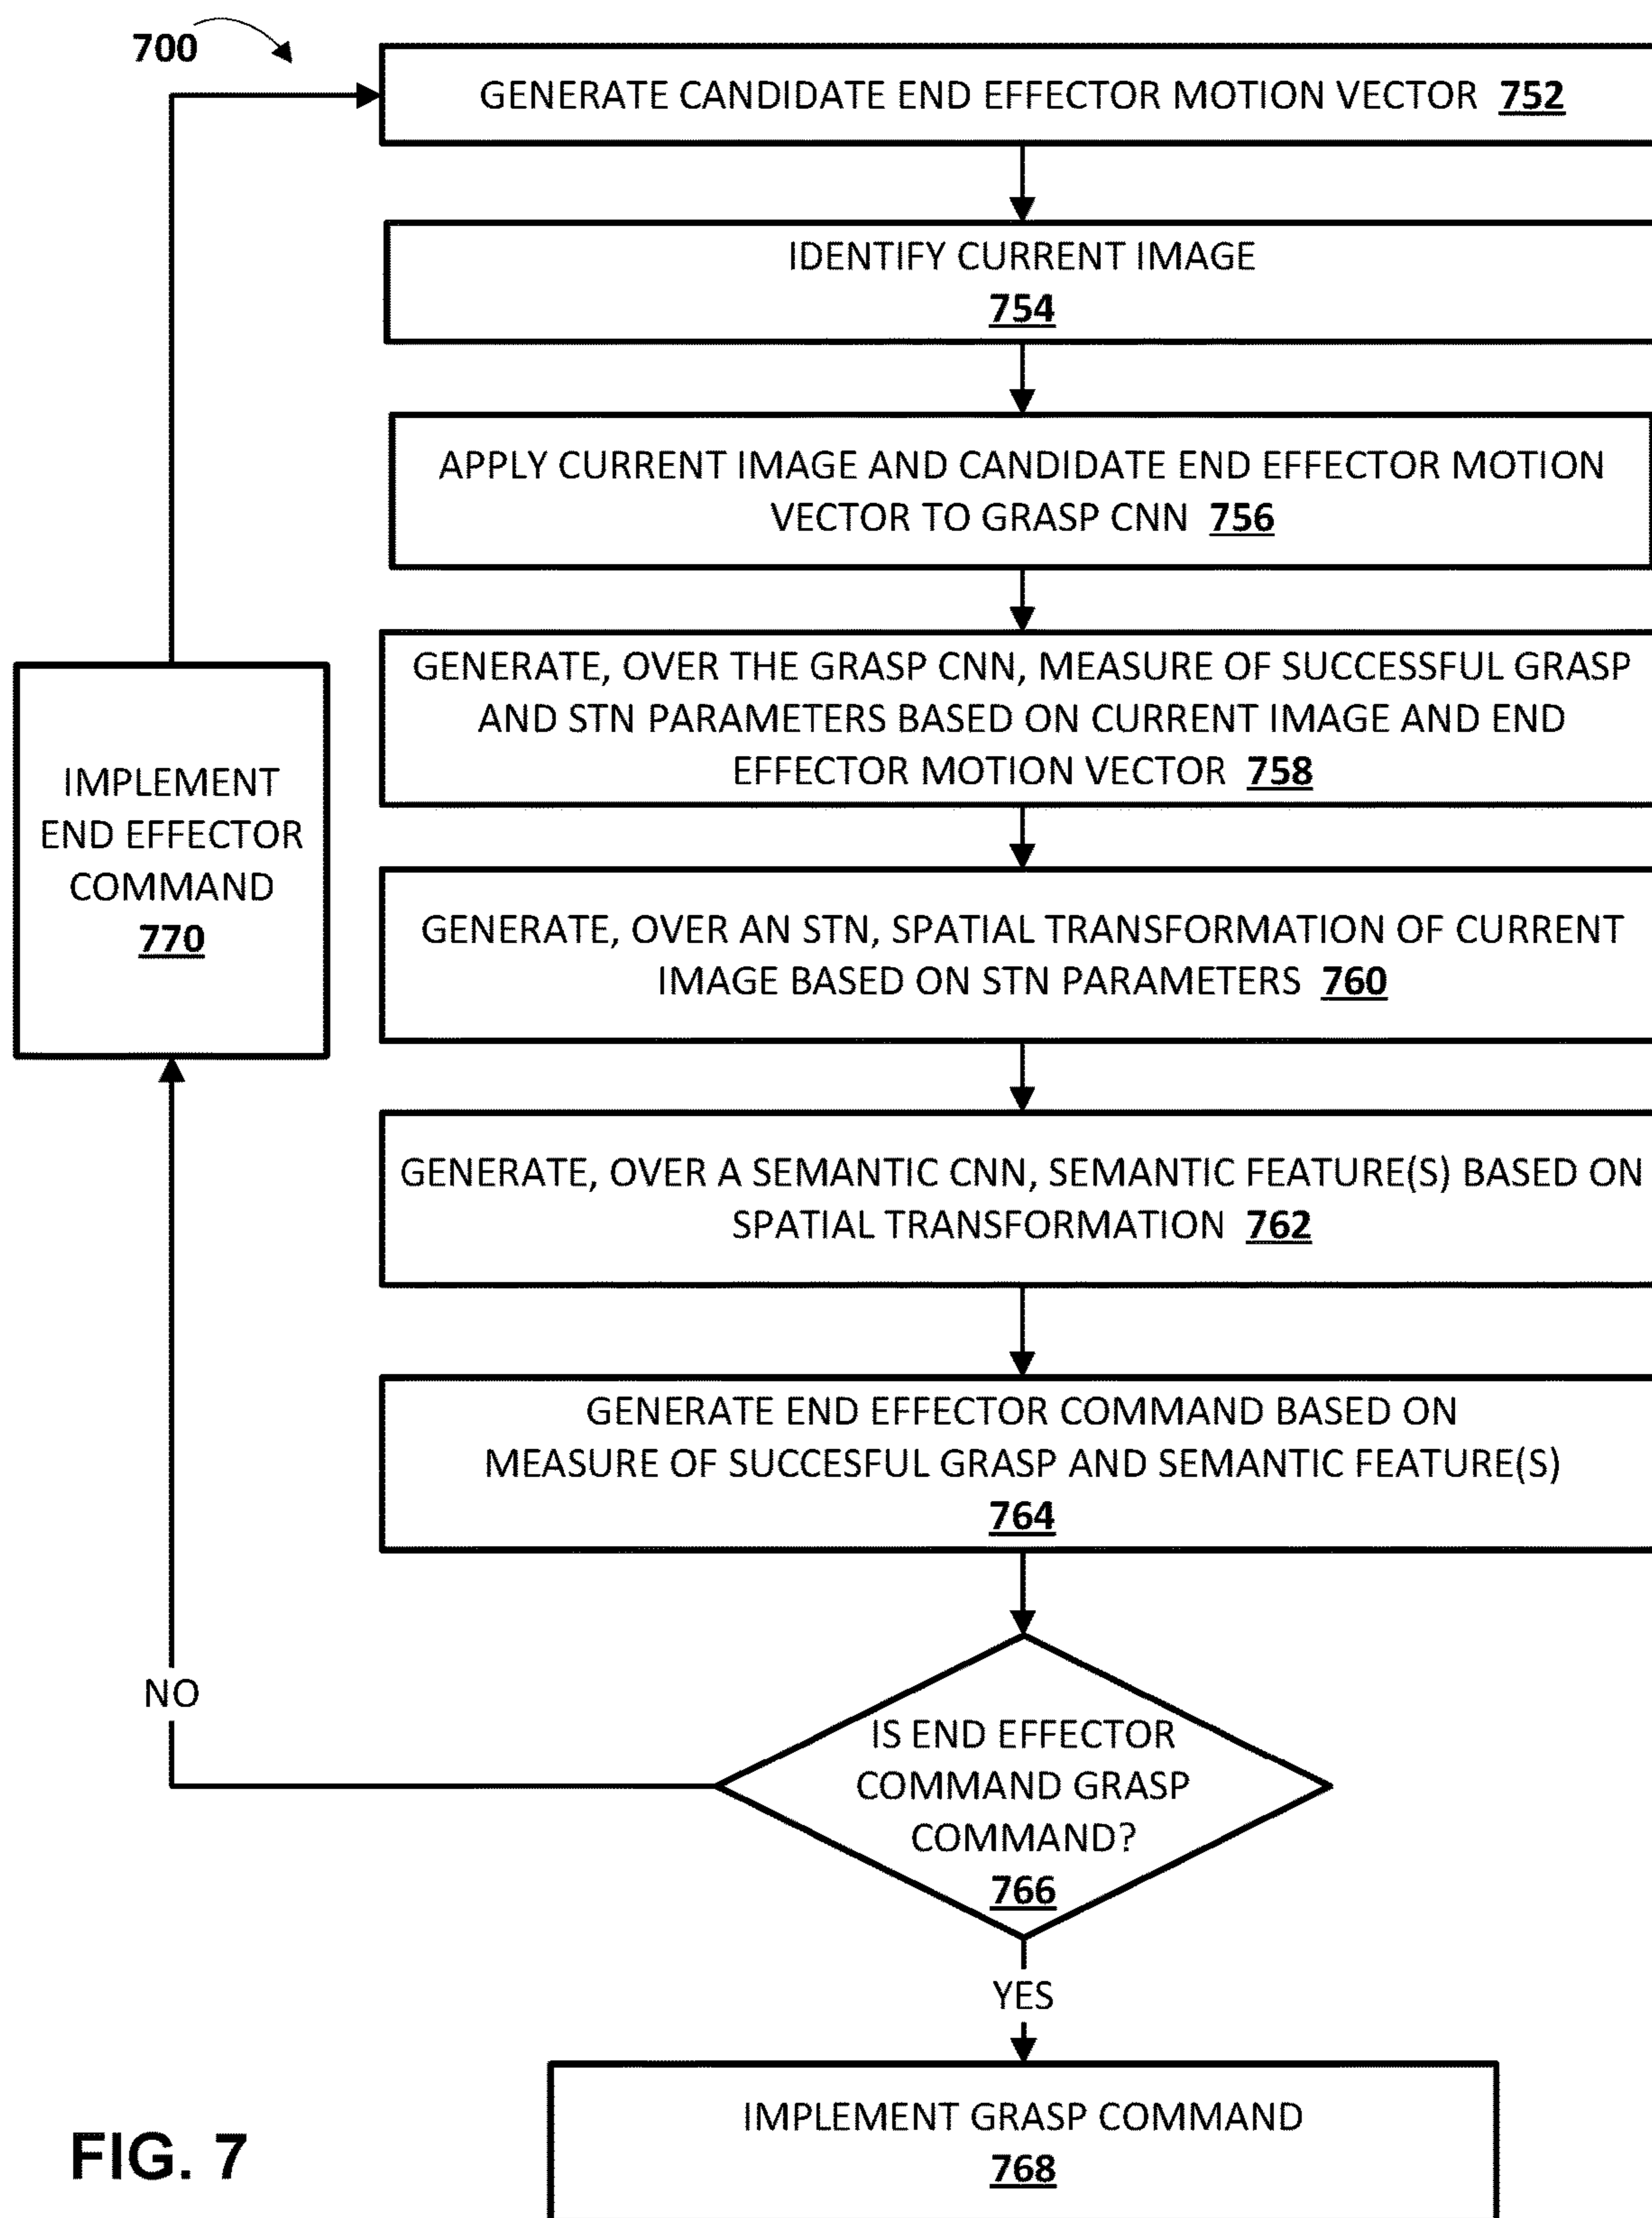 700
GENERATE CANDIDATE END EFFECTOR MOTION VECTOR 752
IDENTIFY CURRENT IMAGE
754
APPLY CURRENT IMAGE AND CANDIDATE END EFFECTOR MOTION
VECTOR TO GRASP CNN 756
GENERATE, OVER THE GRASP CNN, MEASURE OF SUCCESSFUL GRASP
AND STN PARAMETERS BASED ON CURRENT IMAGE AND END
EFFECTOR MOTION VECTOR 758
IMPLEMENT
END EFFECTOR
COMMAND
770
GENERATE, OVER AN STN, SPATIAL TRANSFORMATION OF CURRENT
IMAGE BASED ON STN PARAMETERS 760
GENERATE, OVER A SEMANTIC CNN, SEMANTIC FEATURE(S) BASED ON
SPATIAL TRANSFORMATION 762
GENERATE END EFFECTOR COMMAND BASED ON
MEASURE OF SUCCESFUL GRASP AND SEMANTIC FEATURE(S)
764
NO
IS END EFFECTOR
COMMAND GRASP
COMMAND?
766
YES
IMPLEMENT GRASP COMMAND
768
FIG. 7